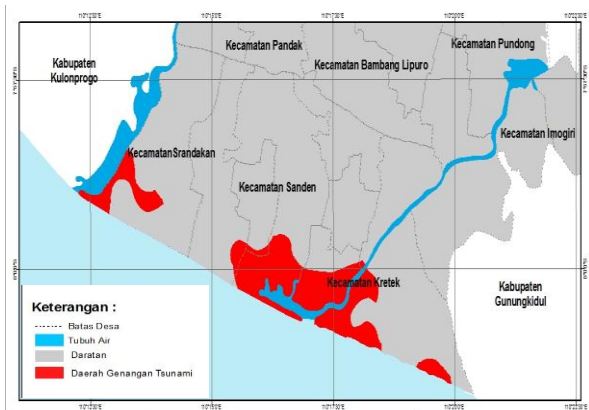 Kabupaten
Kulonprogo
Kecamatan Pandak
Kecamatan Bambang Lipuro
Kecamatan Pundong
Kecamatan Imogiri
KecamatanSrandakan
Kecamatan Sanden
Kecamatan Kretek
Kabupaten
Gunungkidul
Keterangan :
Batas Desa
Tubuh Air
Daratan
Daerah Genangan Tsunami